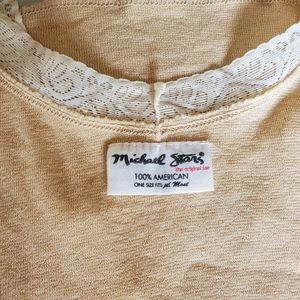 Michael Stars
the original tee
100% AMERICAN
ONE SIZE FITS Most